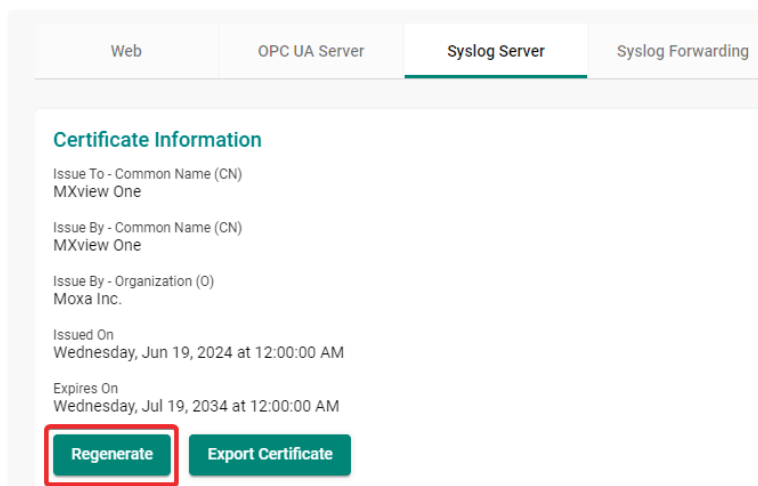 Web OPC UA Server Syslog Server Syslog Forwarding
Certificate Information
Issue To - Common Name (CN)
MXview One
Issue By - Common Name (CN)
MXview One
Issue By - Organization (O)
Moxa Inc.
Issued On
Wednesday, Jun 19, 2024 at 12:00:00 AM
Expires On
Wednesday, Jul 19, 2034 at 12:00:00 AM
Regenerate Export Certificate